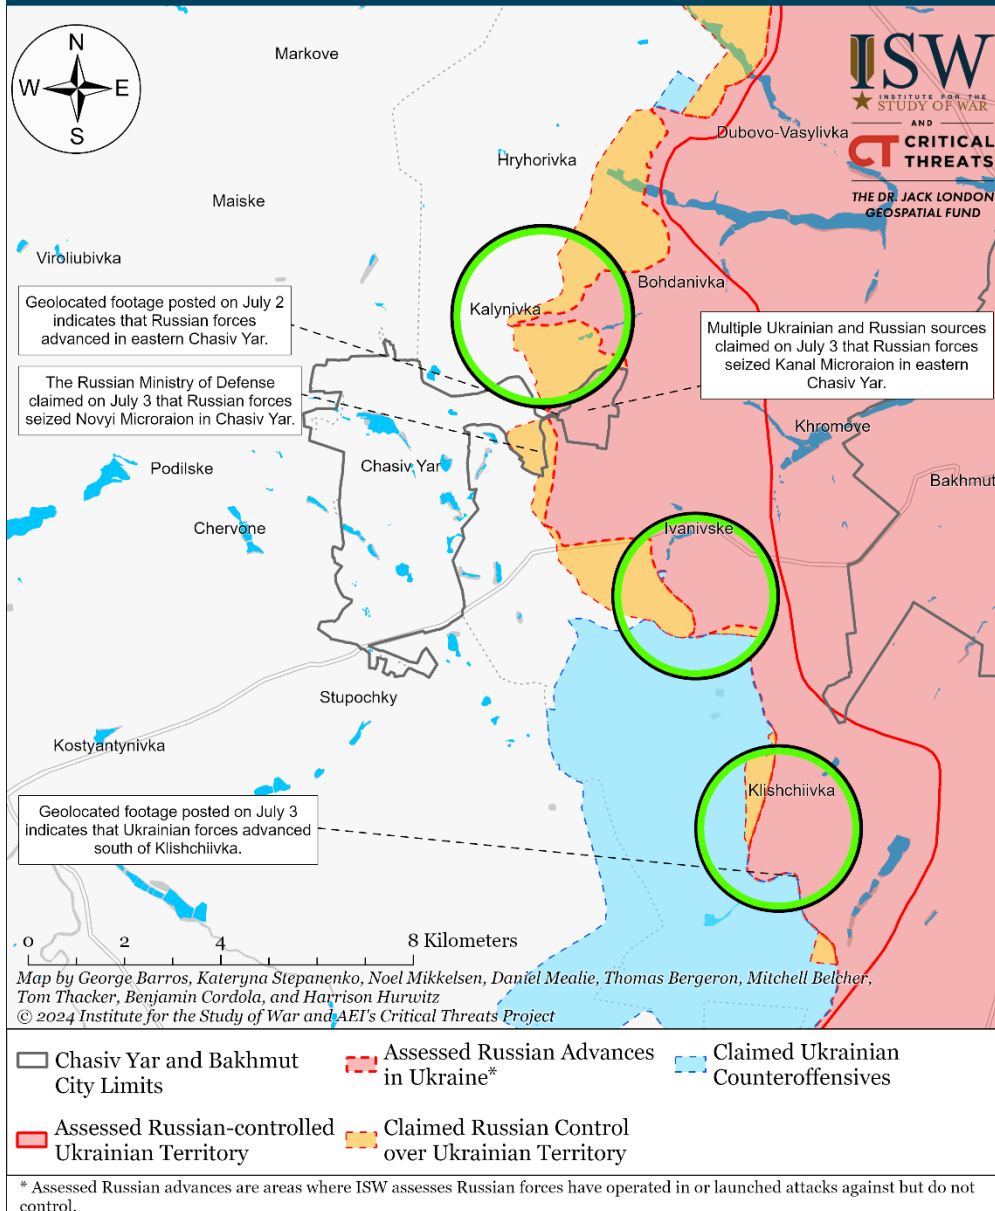 N
W
E
S
Markove
ISW
INSTITUTE FOR THE
STUDY OF WAR
AND
CT CRITICAL
THREATS
THE DR. JACK LONDON
GEOSPATIAL FUND
Dubovo-Vasylivka
Hryhorivka
Maiske
Viroliubivka
Bohdanivka
Geolocated footage posted on July 2
indicates that Russian forces
advanced in eastern Chasiv Yar.
Kalynivka
Multiple Ukrainian and Russian sources
claimed on July 3 that Russian forces
seized Kanal Microraion in eastern
Chasiv Yar.
The Russian Ministry of Defense
claimed on July 3 that Russian forces
seized Novyi Microraion in Chasiv Yar.
Khromove
Podilske
Chasiv Yar
Bakhmut
Chervone
Ivanivske
Stupochky
Kostyantynivka
Klishchiivka
Geolocated footage posted on July 3
indicates that Ukrainian forces advanced
south of Klishchiivka.
0 2 4 8 Kilometers
Map by George Barros, Kateryna Stepanenko, Noel Mikkelsen, Daniel Mealie, Thomas Bergeron, Mitchell Belcher,
Tom Thacker, Benjamin Cordola, and Harrison Hurwitz
© 2024 Institute for the Study of War and AEI's Critical Threats Project
Chasiv Yar and Bakhmut
City Limits
Assessed Russian Advances
in Ukraine*
Claimed Ukrainian
Counteroffensives
Assessed Russian-controlled
Ukrainian Territory
Claimed Russian Control
over Ukrainian Territory
* Assessed Russian advances are areas where ISW assesses Russian forces have operated in or launched attacks against but do not
control.